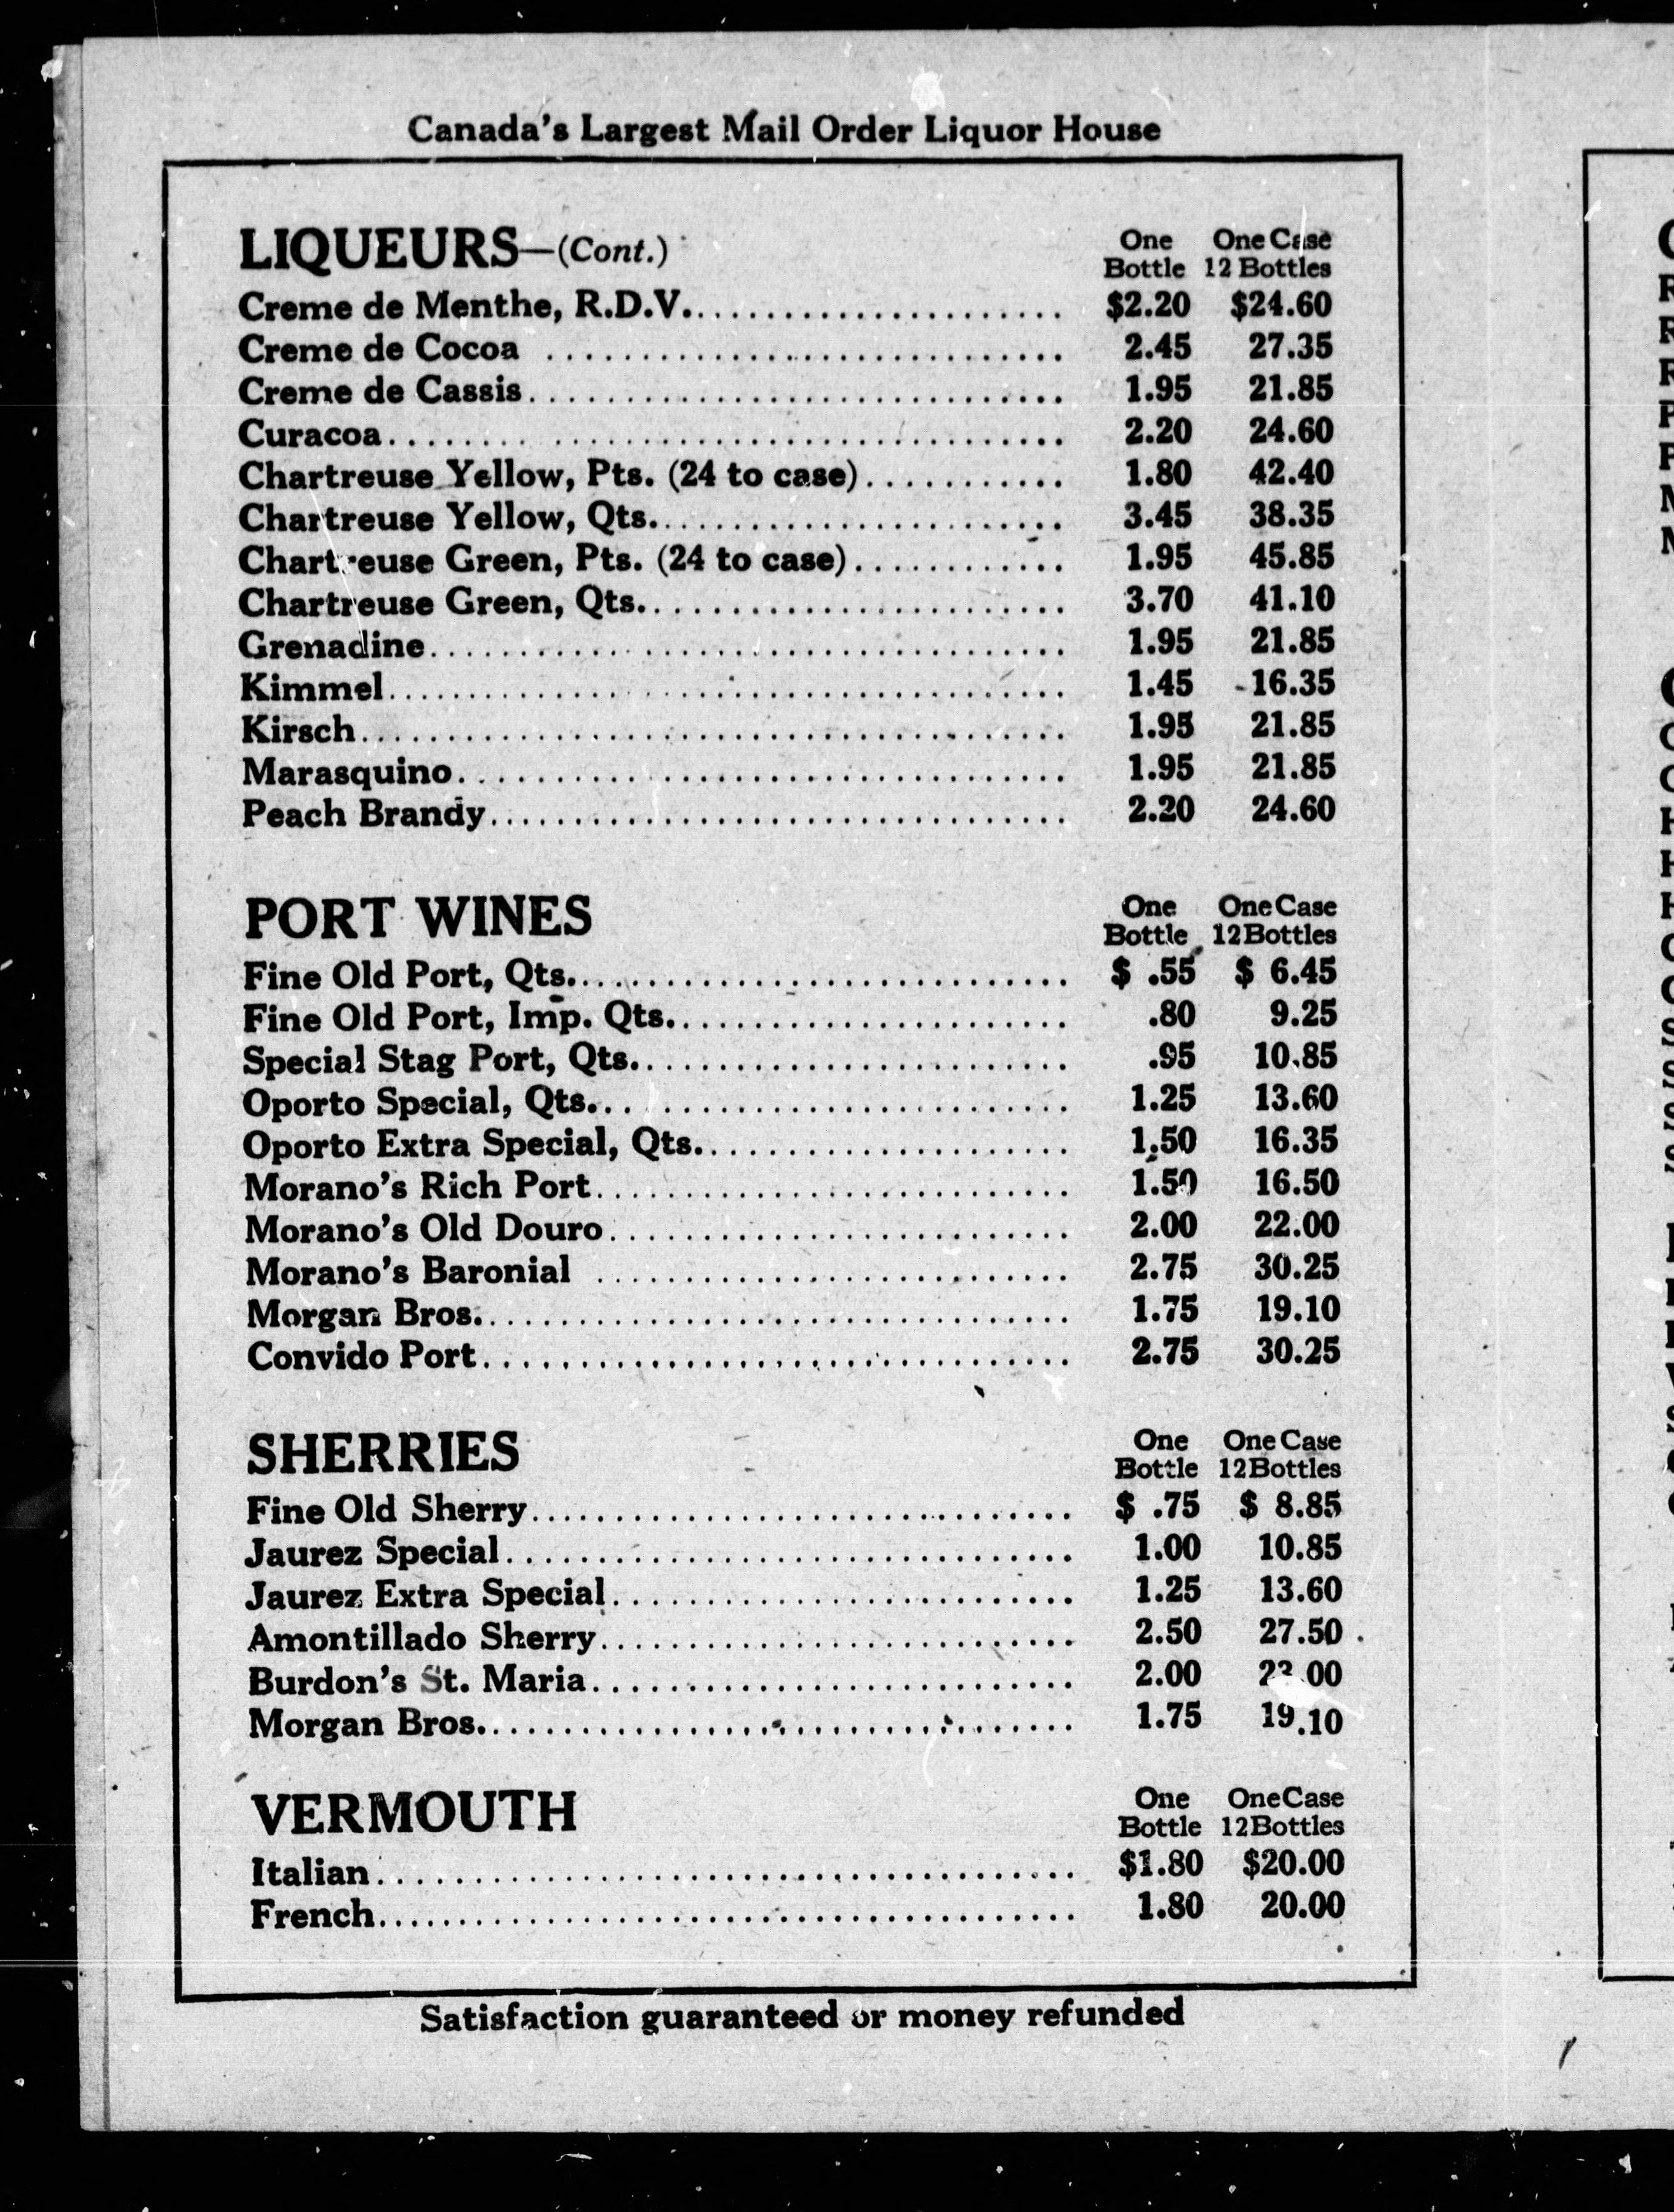 Canada's Largest Mail Order Liquor House
LIQUEURS—(Cont.) One Bottle One Case 12 Bottles
Creme de Menthe, R.D.V. $2.20 $24.60
Creme de Cocoa 2.45 27.35
Creme de Cassis 1.95 21.85
Curacoa 2.20 24.60
Chartreuse Yellow, Pts. (24 to case) 1.80 42.40
Chartreuse Yellow, Qts. 3.45 38.35
Chartreuse Green, Pts. (24 to case) 1.95 45.85
Chartreuse Green, Qts. 3.70 41.10
Grenadine 1.95 21.85
Kimmel 1.45 16.35
Kirsch 1.95 21.85
Marasquino 1.95 21.85
Peach Brandy 2.20 24.60
PORT WINES One Bottle One Case 12 Bottles
Fine Old Port, Qts. $ .55 $ 6.45
Fine Old Port, Imp. Qts. .80 9.25
Special Stag Port, Qts. .95 10.85
Oporto Special, Qts. 1.25 13.60
Oporto Extra Special, Qts. 1.50 16.35
Morano's Rich Port 1.50 16.50
Morano's Old Douro 2.00 22.00
Morano's Baronial 2.75 30.25
Morgan Bros. 1.75 19.10
Convido Port 2.75 30.25
SHERRIES One Bottle One Case 12 Bottles
Fine Old Sherry $ .75 $ 8.85
Jaurez Special 1.00 10.85
Jaurez Extra Special 1.25 13.60
Amontillado Sherry 2.50 27.50
Burdon's St. Maria 2.00
Morgan Bros. 1.75 19.10
VERMOUTH One Bottle One Case 12 Bottles
Italian $1.80 $20.00
French 1.80 20.00
Satisfaction guaranteed or money refunded